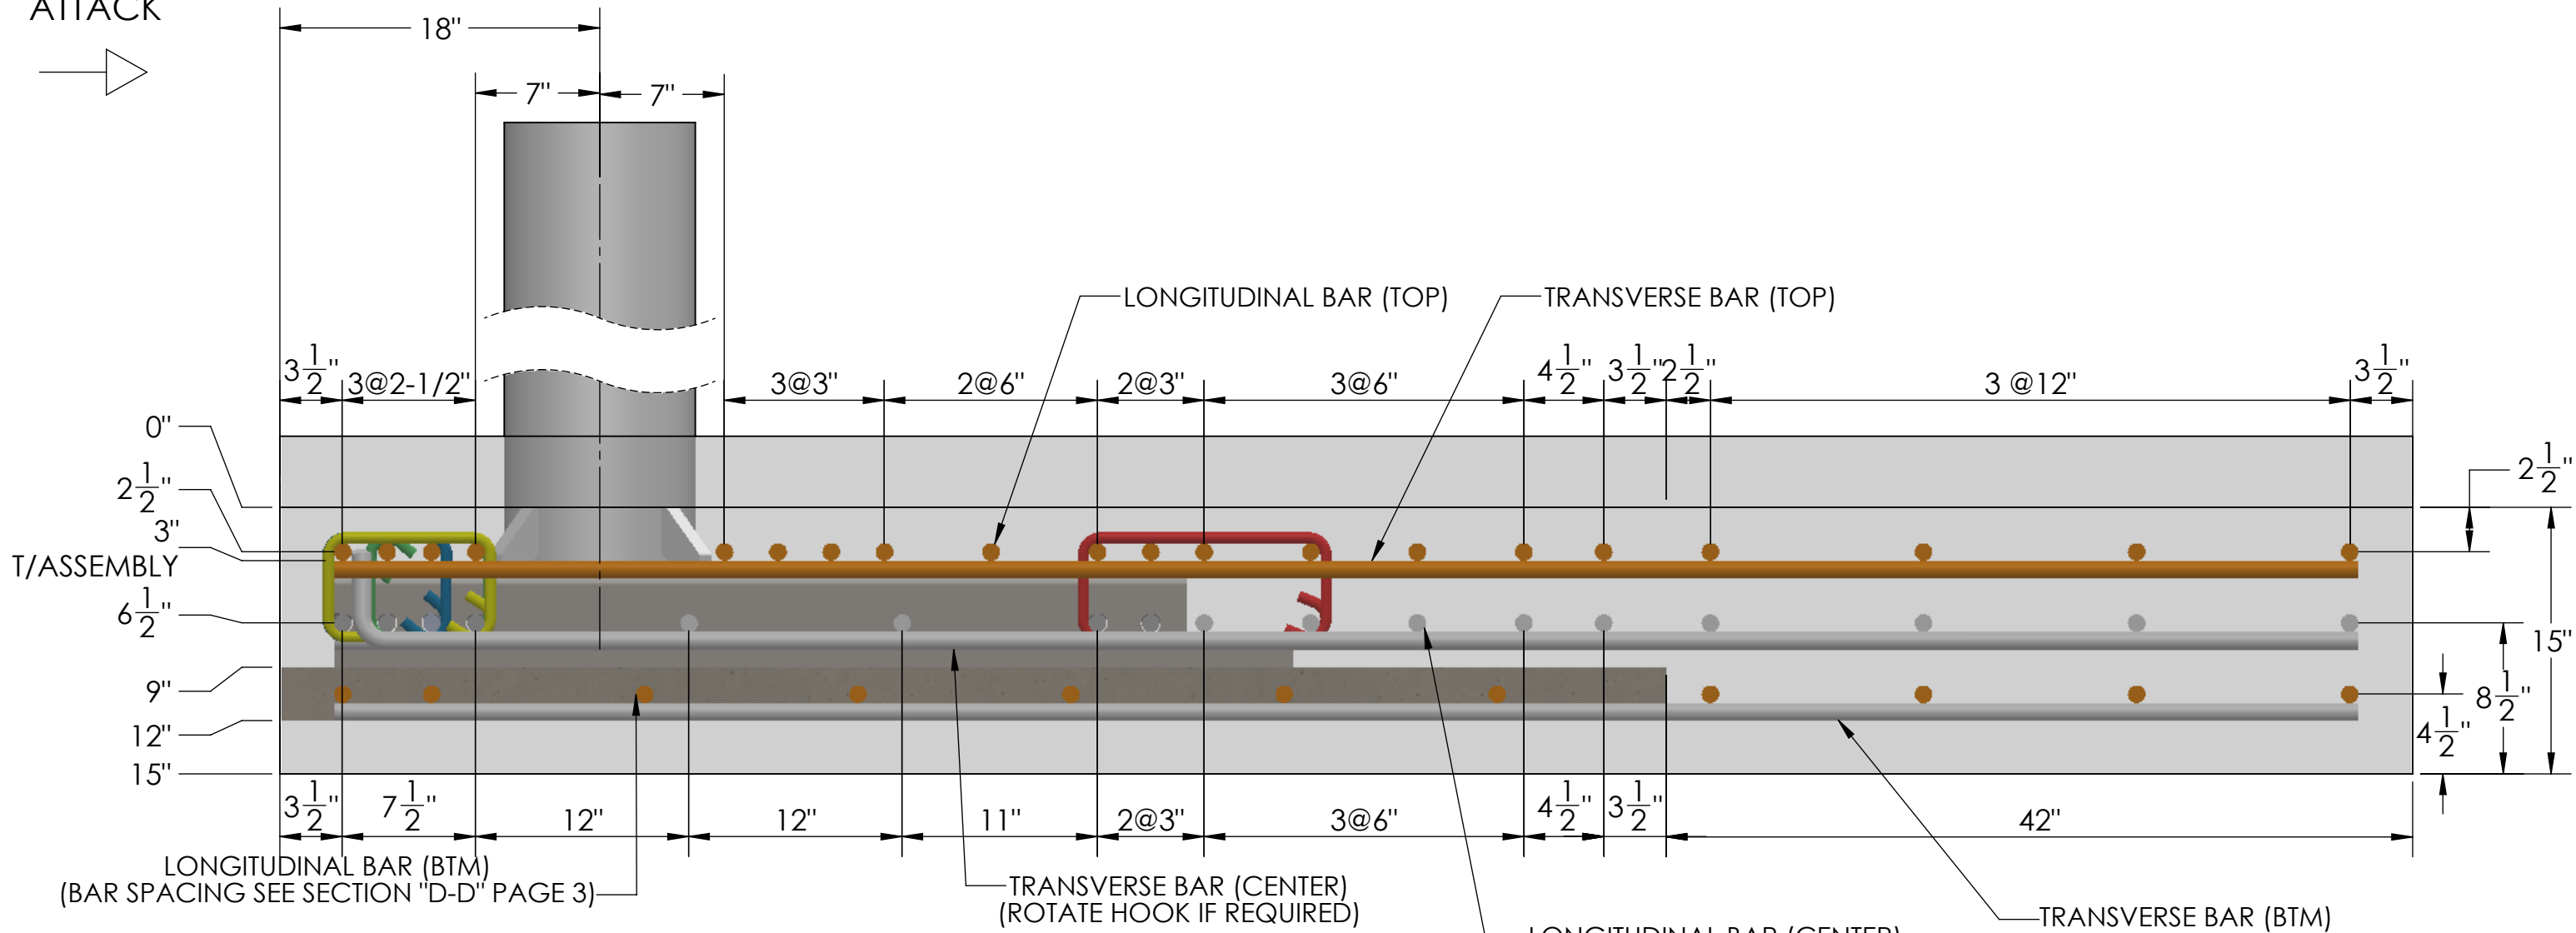 ATTACK
18"
7" 7"
LONGITUDINAL BAR (TOP)
TRANSVERSE BAR (TOP)
3 1/2" 3@2-1/2" 3@3" 2@6" 2@3" 3@6" 4 1/2" 3 1/2" 2 1/2" 3 @12" 3 1/2"
0"
2 1/2"
3"
T/ASSEMBLY
6 1/2"
9"
12"
15"
2 1/2"
15"
8 1/2"
4 1/2"
3 1/2" 7 1/2" 12" 12" 11" 2@3" 3@6" 4 1/2" 3 1/2" 42"
LONGITUDINAL BAR (BTM)
(BAR SPACING SEE SECTION "D-D" PAGE 3)
TRANSVERSE BAR (CENTER)
(ROTATE HOOK IF REQUIRED)
LONGITUDINAL BAR (CENTER)
TRANSVERSE BAR (BTM)